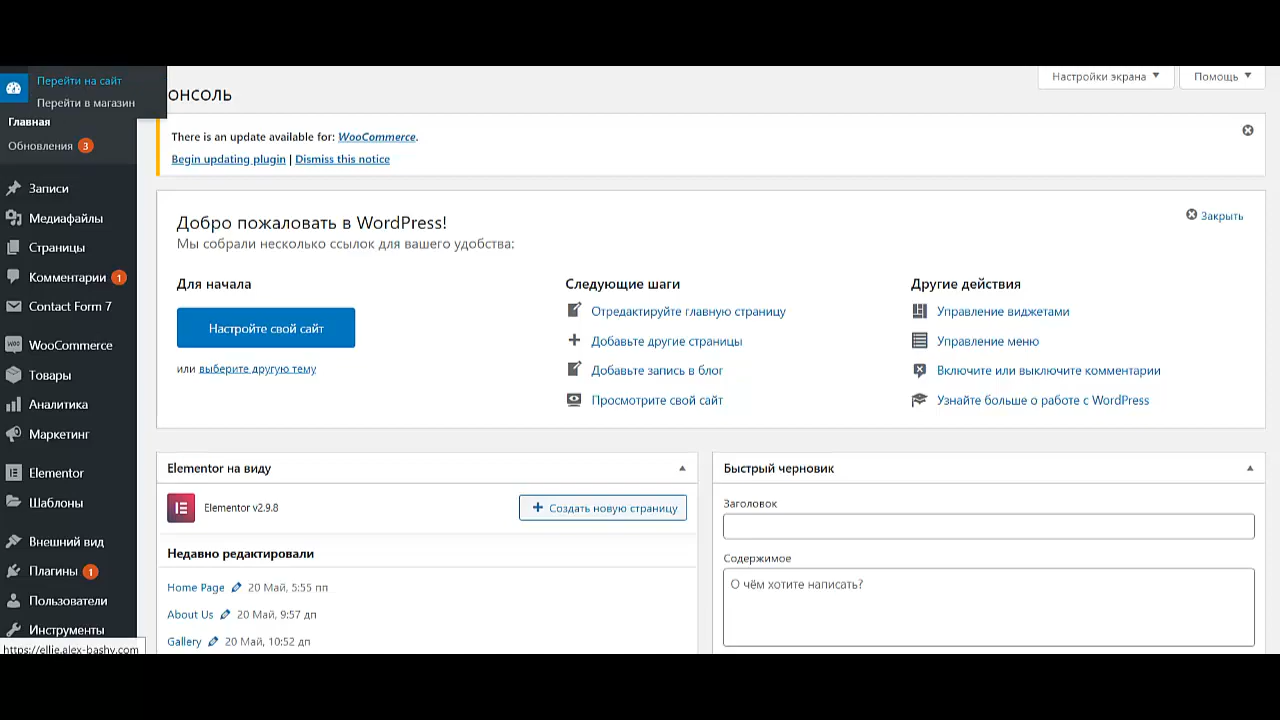 Перейти на сайт
Перейти в магазин
Настройки экрана
Помощь
онсоль
Главная
Обновления 3
There is an update available for: WooCommerce.
Begin updating plugin | Dismiss this notice
Записи
Медиафайлы
Страницы
Комментарии 1
Contact Form 7
WooCommerce
Товары
Аналитика
Маркетинг
Elementor
Шаблоны
Внешний вид
Плагины 1
Пользователи
Инструменты
https://ellie.alex-bashy.com
Добро пожаловать в WordPress!
Закрыть
Мы собрали несколько ссылок для вашего удобства:
Для начала
Настройте свой сайт
или выберите другую тему
Следующие шаги
Отредактируйте главную страницу
Добавьте другие страницы
Добавьте запись в блог
Просмотрите свой сайт
Другие действия
Управление виджетами
Управление меню
Включите или выключите комментарии
Узнайте больше о работе с WordPress
Elementor на виду
Elementor v2.9.8
Создать новую страницу
Недавно редактировали
Home Page 20 Май, 5:55 пп
About Us 20 Май, 9:57 дп
Gallery 20 Май, 10:52 дп
Быстрый черновик
Заголовок
Содержимое
О чём хотите написать?